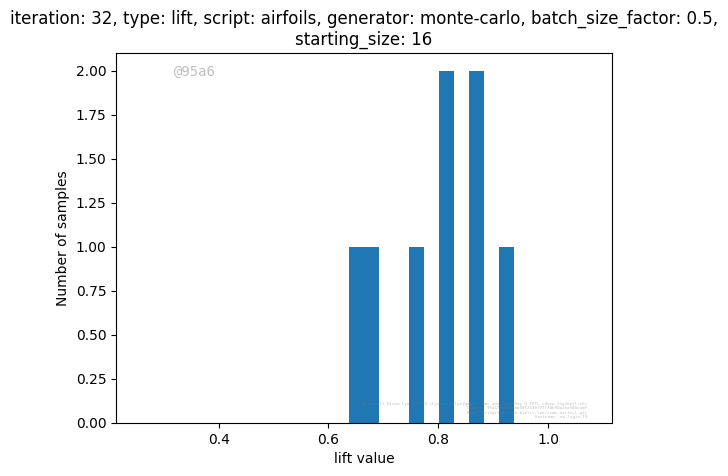 iteration: 32, type: lift, script: airfoils, generator: monte-carlo, batch_size_factor: 0.5,
starting_size: 16
@95a6
2.00
1.75
1.50
1.25
1.00
0.75
0.50
0.25
0.00
Number of samples
0.4 0.6 0.8 1.0
lift value